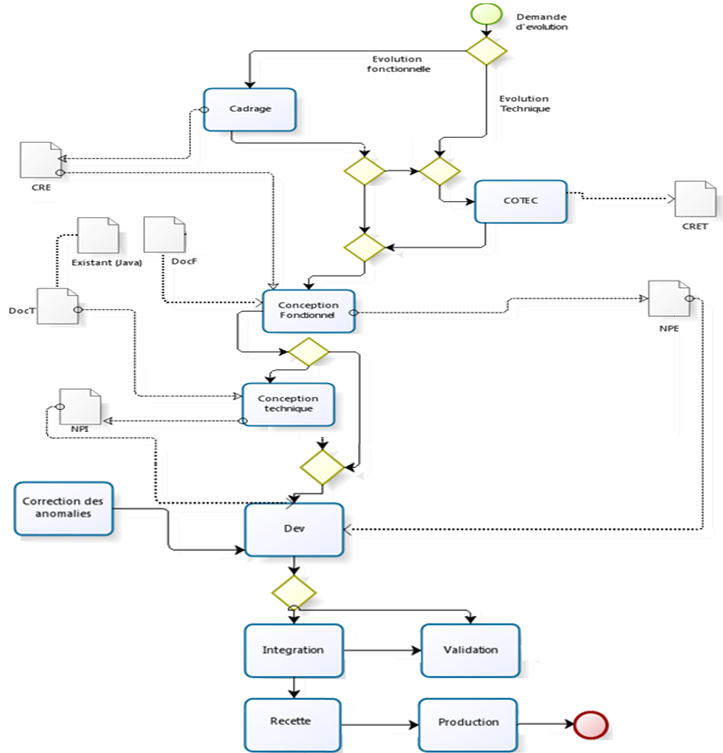 Demande
d'evolution
Evolution
fonctionnelle
Evolution
Technique
Cadrage
CRE
COTEC
CRET
Existant (Java)
DocF
DocT
Conception
Fonctionnel
NPE
Conception
technique
NPI
Correction des
anomalies
Dev
Integration
Validation
Recette
Production